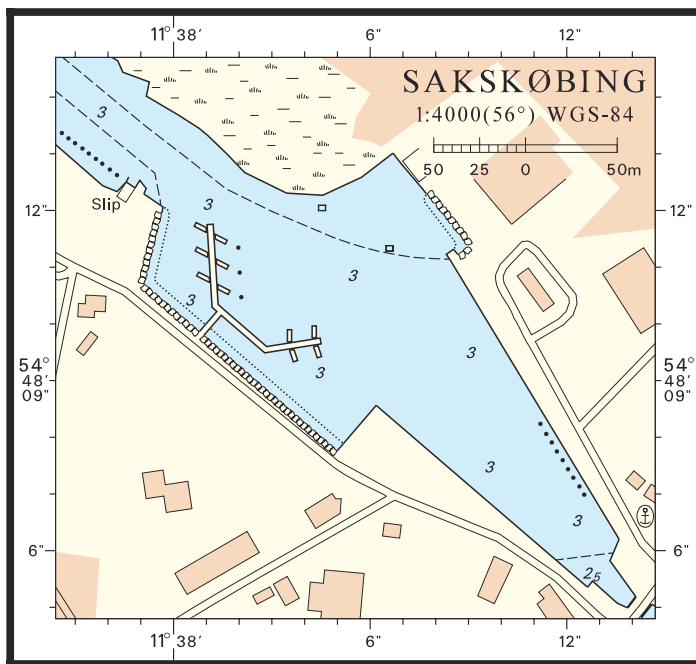 11° 38' 6" 12"
SAKSKØBING
1:4000(56°) WGS-84
50 25 0 50m
3
Slip
12" 3 12"
3
3
54° 48' 09" 3 3 54° 48' 09"
3
3
6" 2₅ 6"
11° 38' 6" 12"